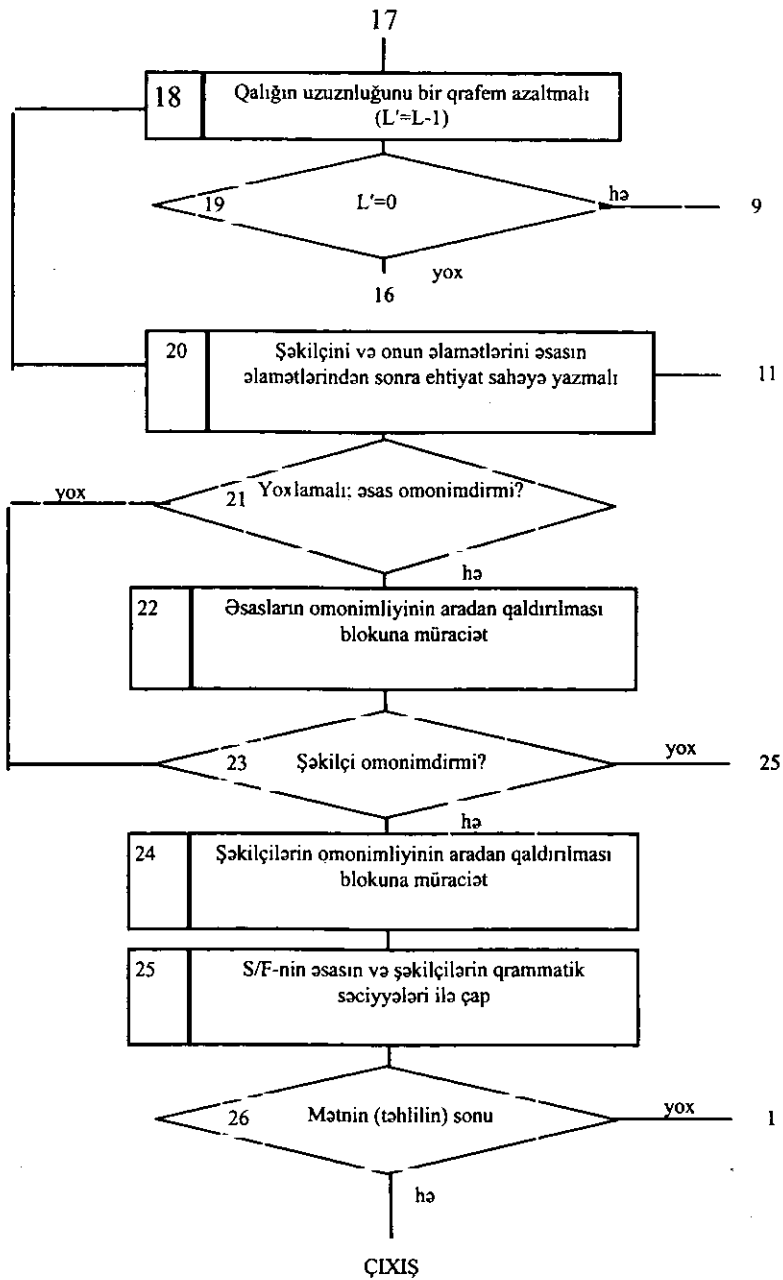 17
18 Qalığın uzuznluğunu bir qrafem azaltmalı
(L'=L-1)
19 L'=0 hə 9
yox
16
20 Şəkilçini və onun əlamətlərini əsasın
əlamətlərindən sonra ehtiyat sahəyə yazmalı 11
yox 21 Yoxlamalı; əsas omonimdirmi?
hə
22 Əsasların omonimliyinin aradan qaldırılması
blokuna müraciət
23 Şəkilçi omonimdirmi? yox 25
hə
24 Şəkilçilərin omonimliyinin aradan qaldırılması
blokuna müraciət
25 S/F-nin əsasın və şəkilçilərin qrammatik
səciyyələri ilə çap
26 Mətnin (təhlilin) sonu yox 1
hə
ÇIXIŞ